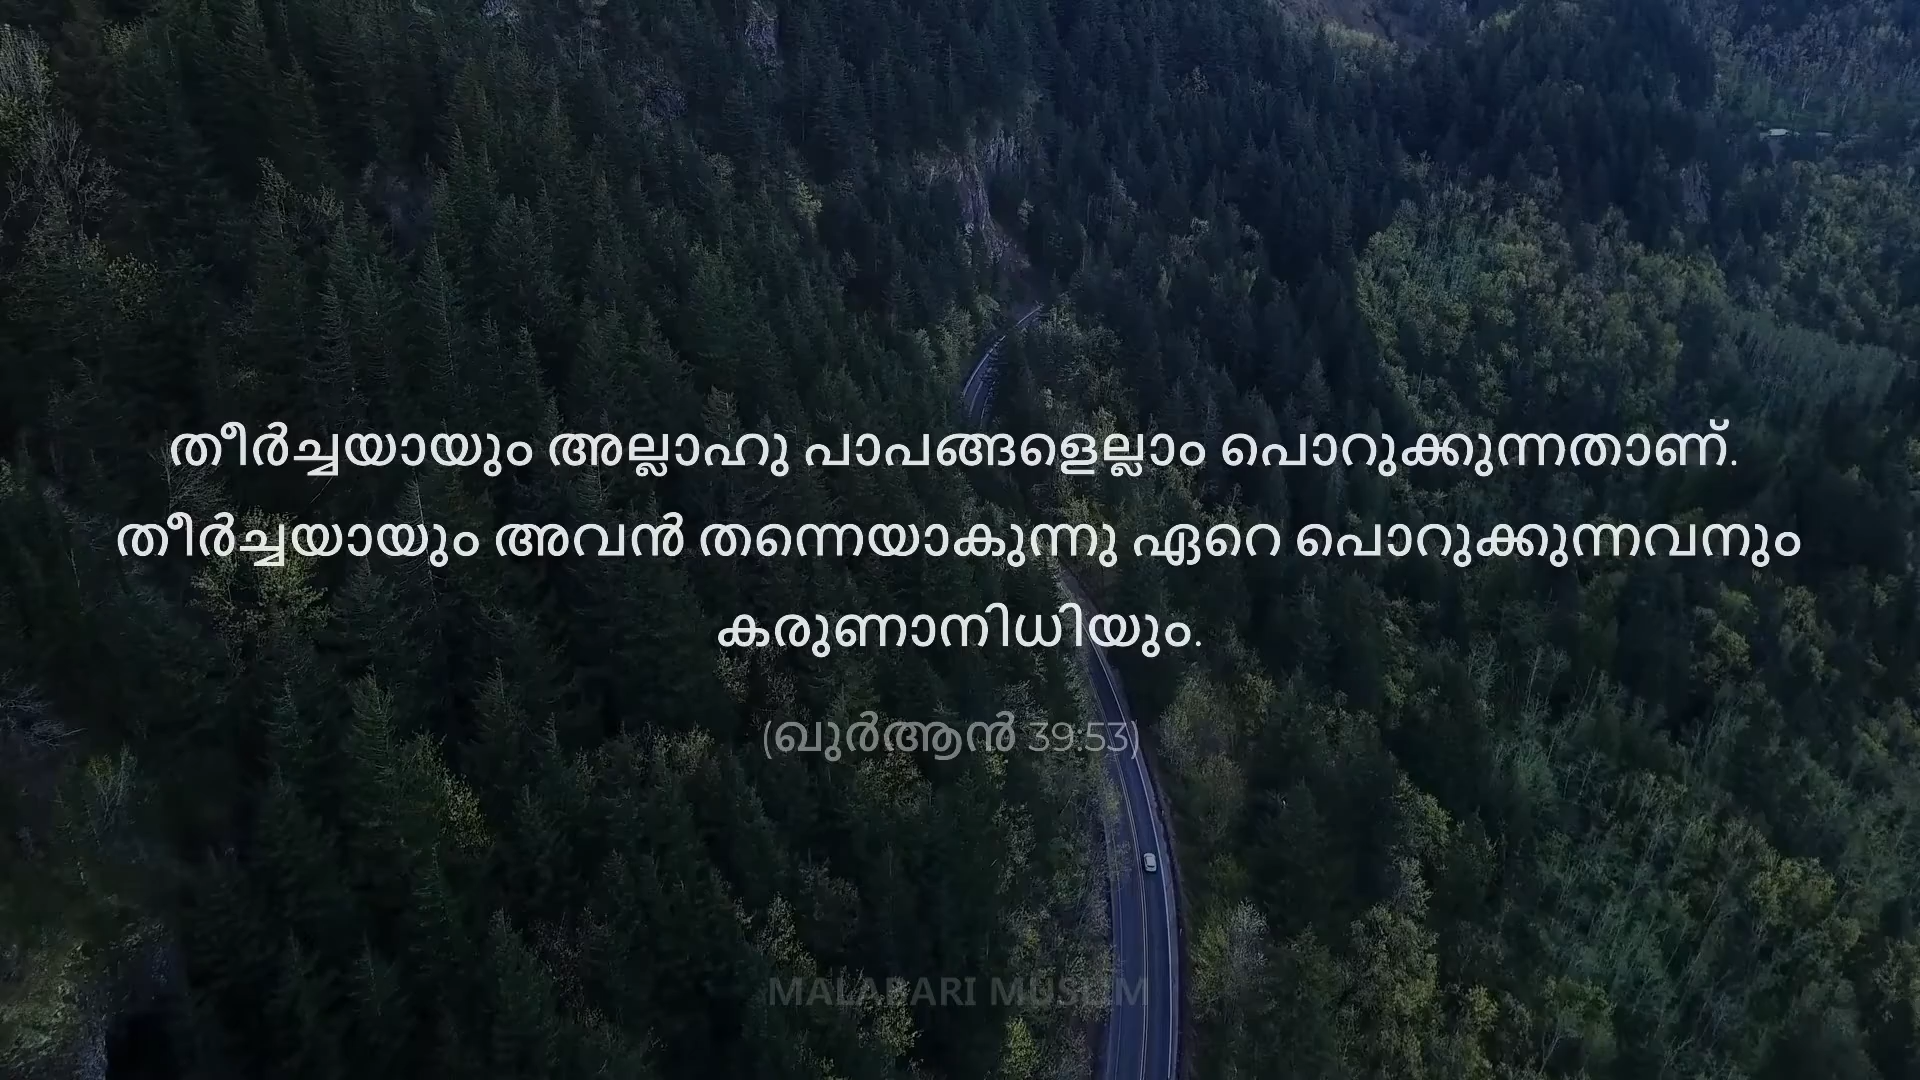 തീർച്ചയായും അല്ലാഹു പാപങ്ങളെല്ലാം പൊറുക്കുന്നതാണ്.
തീർച്ചയായും അവൻ തന്നെയാകുന്നു ഏറെ പൊറുക്കുന്നവനും
കരുണാനിധിയും.
(ഖുർആൻ 39:53)
MALABARI MUSLIM